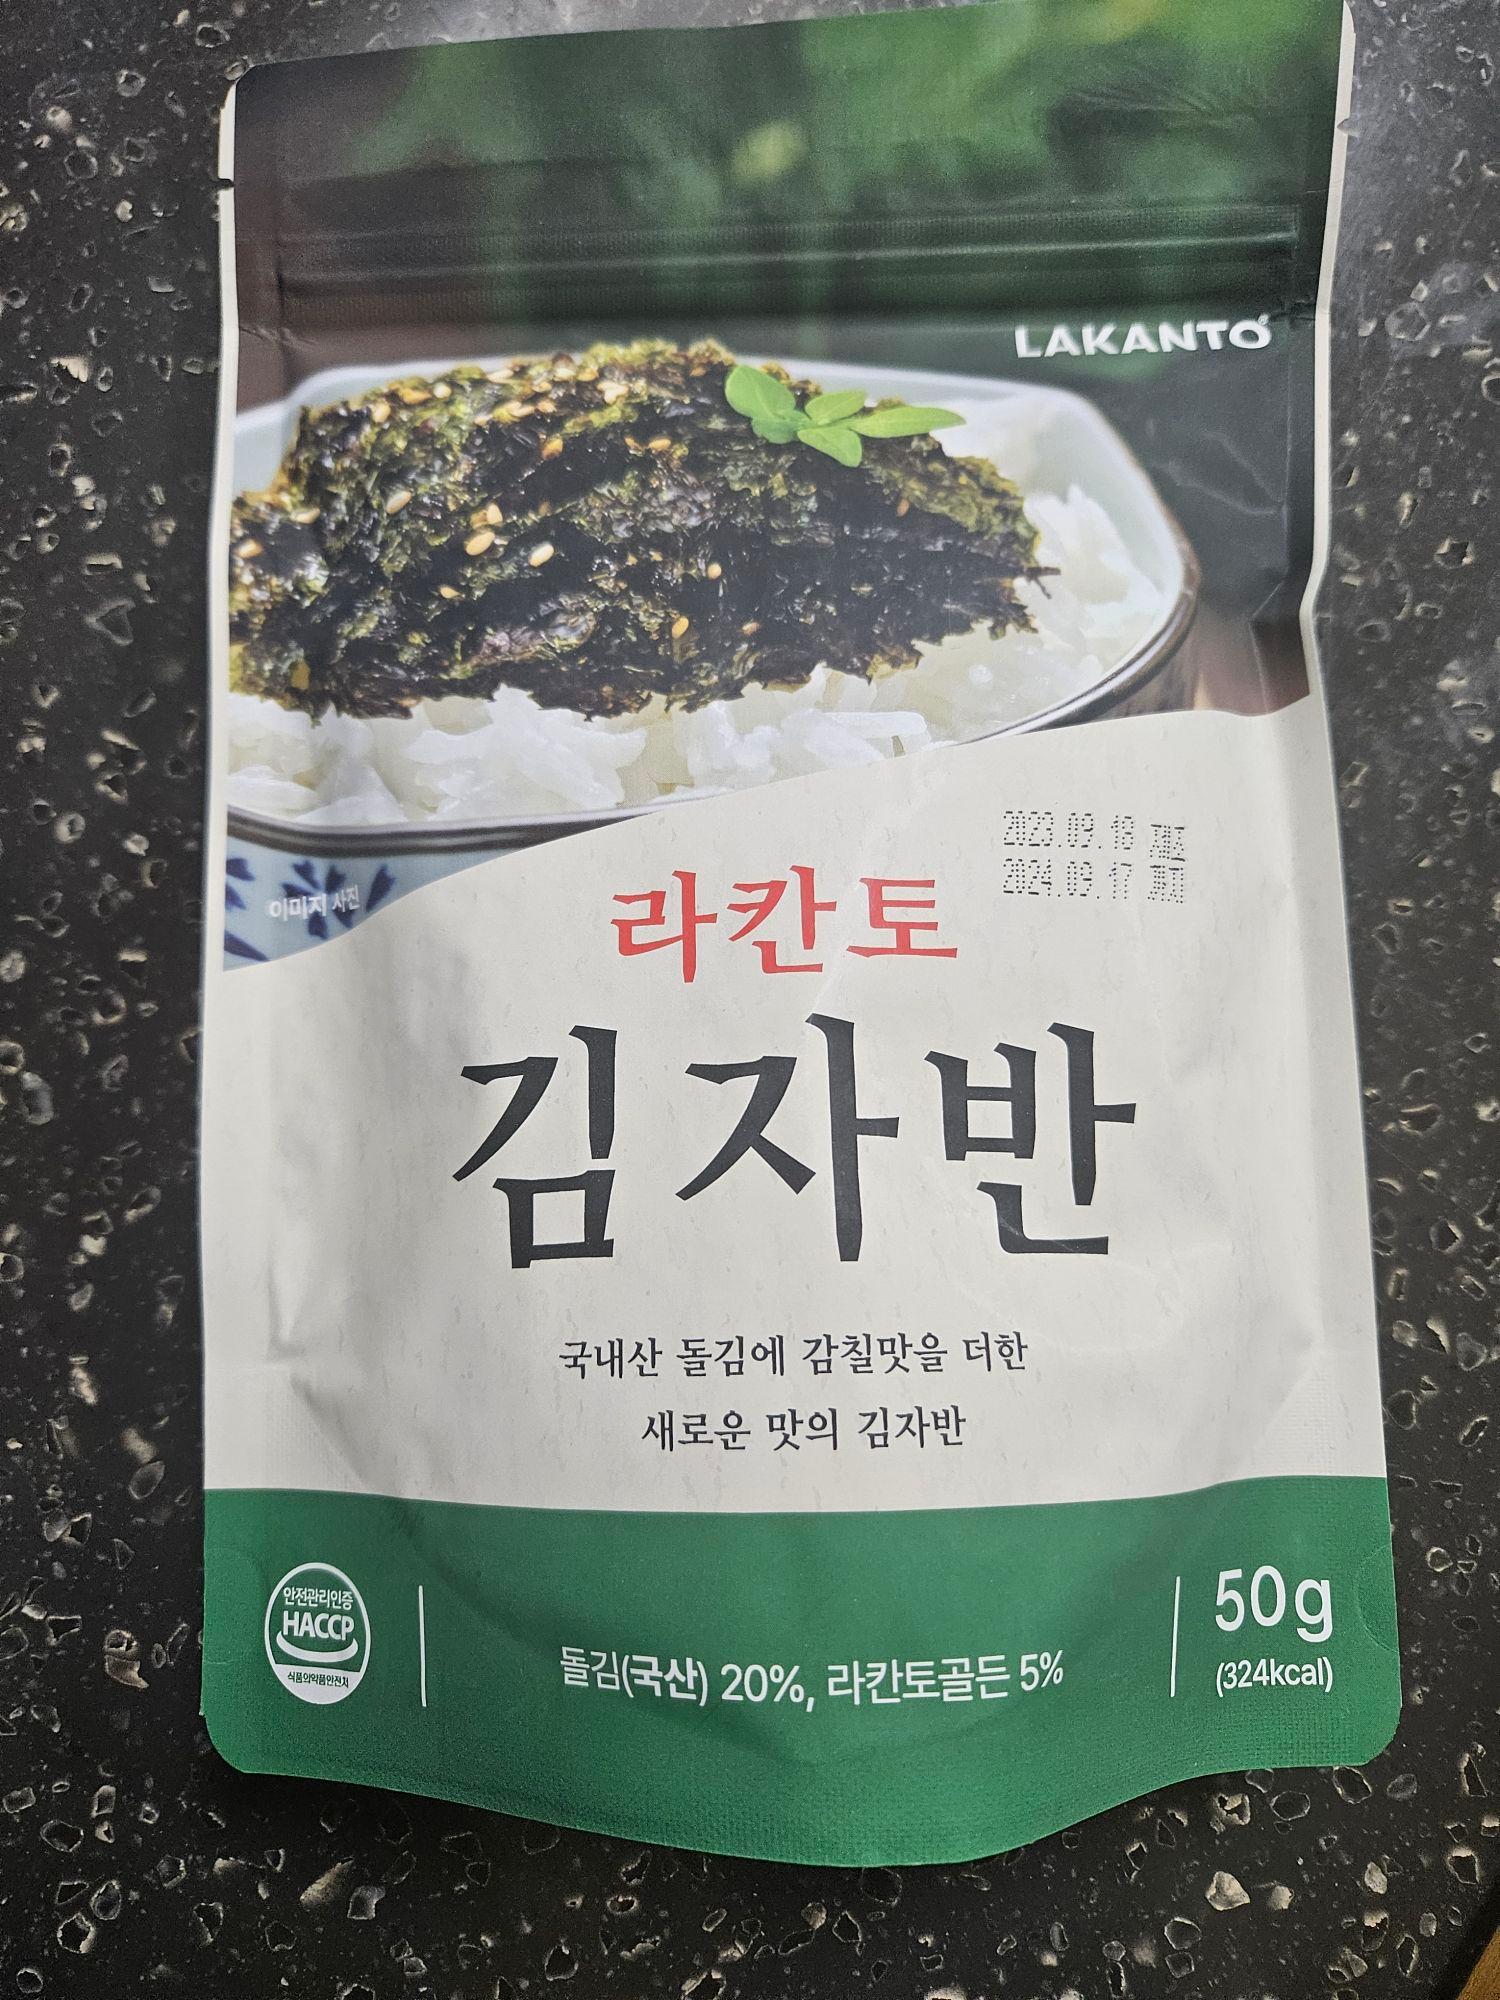 LAKANTO
2023.09.18 제조
2024.09.17 까지
이미지 사진
라칸토
김자반
국내산 돌김에 감칠맛을 더한
새로운 맛의 김자반
안전관리인증
HACCP
식품의약품안전처
돌김(국산) 20%, 라칸토골든 5%
50g
(324kcal)